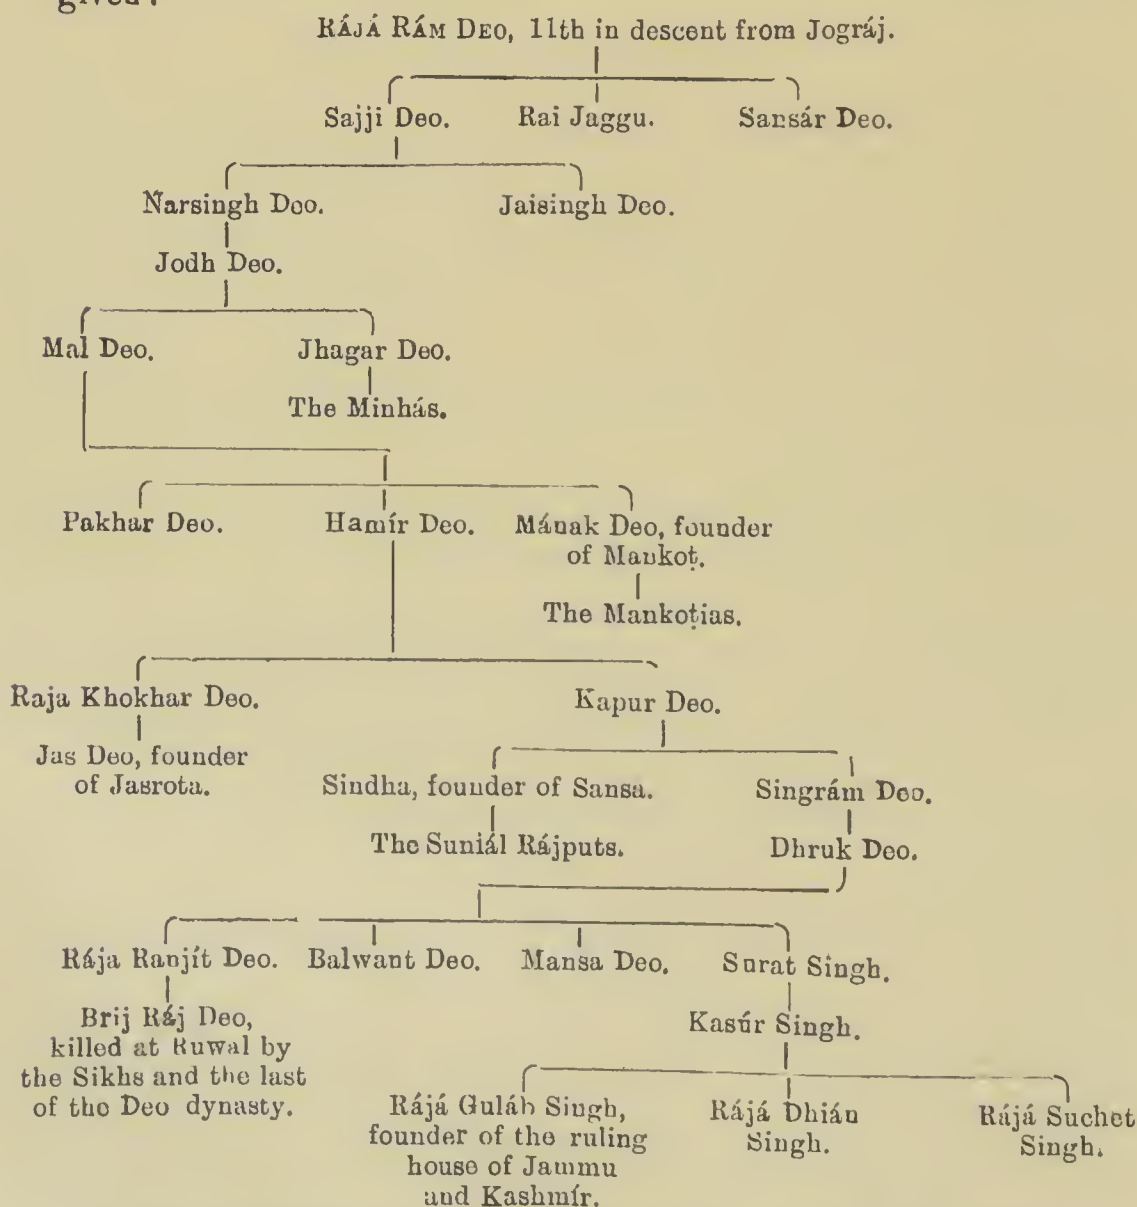 given :
RÁJÁ RÁM DEO, 11th in descent from Jográj.
Sajji Deo. Rai Jaggu. Sansár Deo.
Narsingh Deo. Jaisingh Deo.
Jodh Deo.
Mal Deo. Jhagar Deo.
The Minhás.
Pakhar Deo. Hamír Deo. Mának Deo, founder
of Mankoṭ.
The Mankoṭias.
Raja Khokhar Deo. Kapur Deo.
Jas Deo, founder
of Jasrota.
Sindha, founder of Sansa. Singrám Deo.
The Suniál Rájputs. Dhruk Deo.
Rája Ranjít Deo. Balwant Deo. Mansa Deo. Surat Singh.
Brij Ráj Deo,
killed at Ruwal by
the Sikhs and the last
of the Deo dynasty.
Kasúr Singh.
Rájá Guláb Singh,
founder of the ruling
house of Jammu
and Kashmír.
Rájá Dhián
Singh.
Rájá Suchet
Singh.